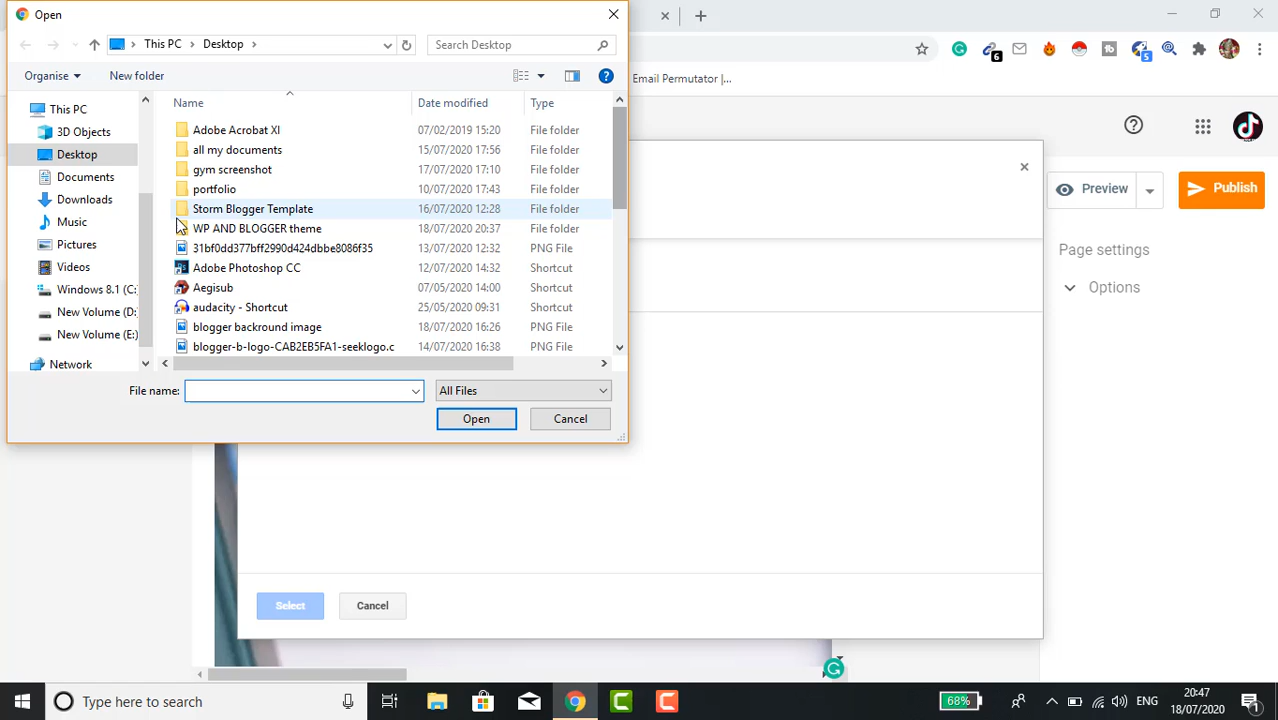 Open
This PC > Desktop >
Search Desktop
Organise
New folder
Name Date modified Type
This PC
3D Objects
Desktop
Documents
Downloads
Music
Pictures
Videos
Windows 8.1 (C:
New Volume (D:
New Volume (E:)
Network
Adobe Acrobat XI 07/02/2019 15:20 File folder
all my documents 15/07/2020 17:56 File folder
gym screenshot 17/07/2020 17:10 File folder
portfolio 10/07/2020 17:43 File folder
Storm Blogger Template 16/07/2020 12:28 File folder
WP AND BLOGGER theme 18/07/2020 20:37 File folder
31bf0dd377bff2990d424dbbe8086f35 13/07/2020 12:32 PNG File
Adobe Photoshop CC 12/07/2020 14:32 Shortcut
Aegisub 07/05/2020 14:00 Shortcut
audacity - Shortcut 25/05/2020 09:31 Shortcut
blogger backround image 18/07/2020 16:26 PNG File
blogger-b-logo-CAB2EB5FA1-seeklogo.c 14/07/2020 16:38 PNG File
File name:
All Files
Open
Cancel
6
5
Email Permutator |...
Preview
Publish
Page settings
Options
Select
Cancel
Type here to search
68%
ENG
20:47
18/07/2020
1